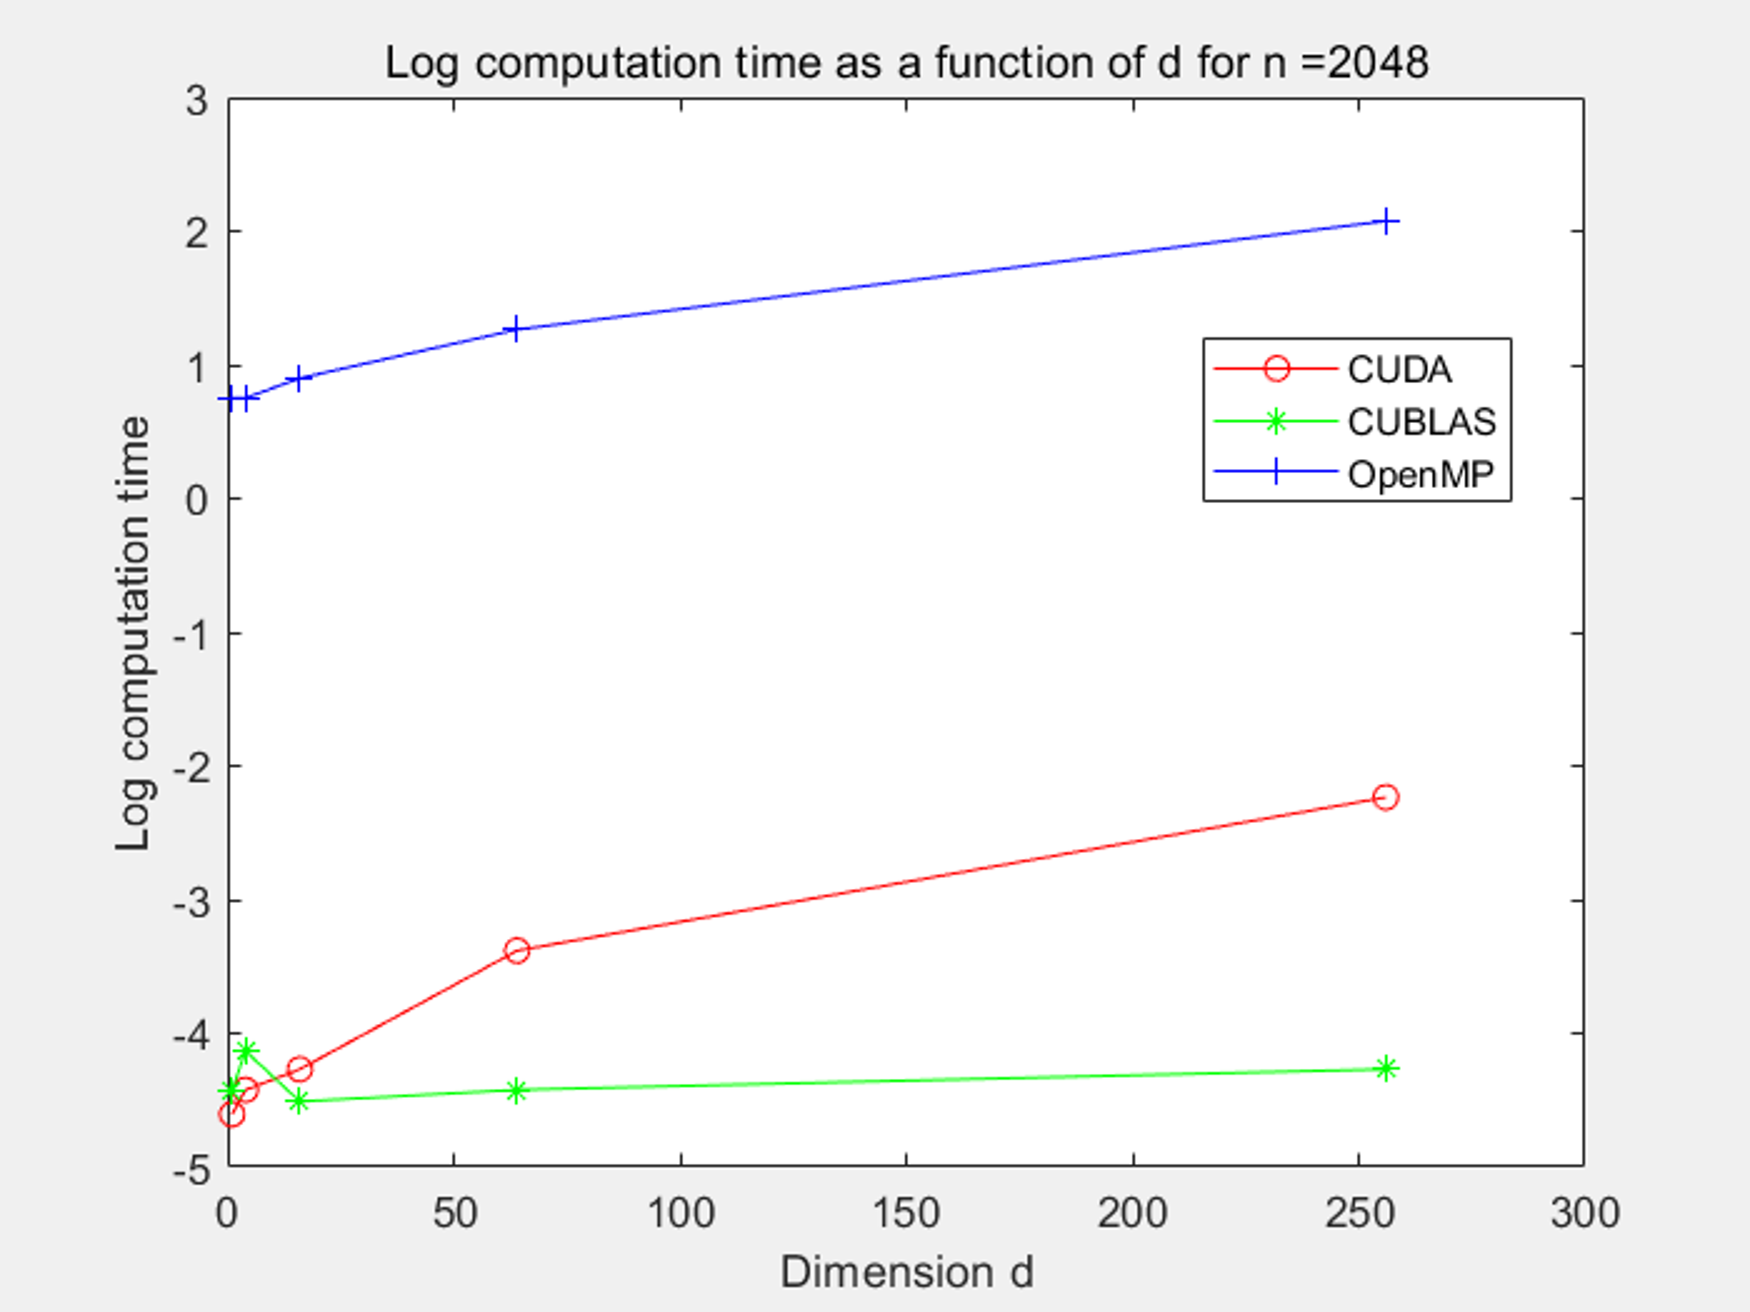 Log computation time as a function of d for n =2048
3
2
1
0
-1
-2
-3
-4
-5
Log computation time
CUDA
CUBLAS
OpenMP
0 50 100 150 200 250 300
Dimension d